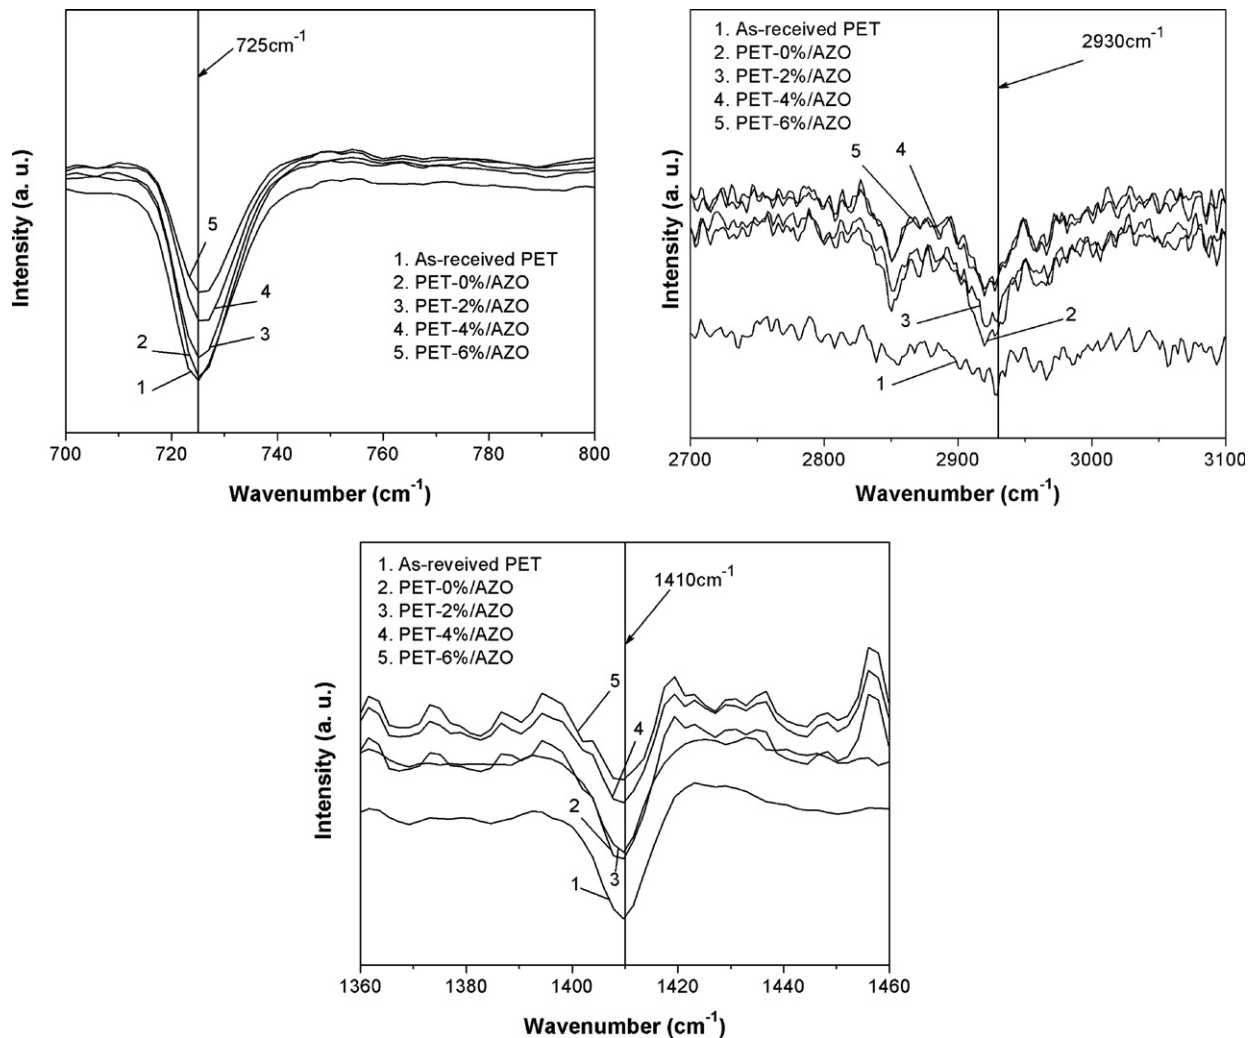 725cm-1
1. As-received PET
2. PET-0%/AZO
3. PET-2%/AZO
4. PET-4%/AZO
5. PET-6%/AZO
5
4
3
2
1
Intensity (a. u.)
700 720 740 760 780 800
Wavenumber (cm-1)
1. As-received PET
2. PET-0%/AZO
3. PET-2%/AZO
4. PET-4%/AZO
5. PET-6%/AZO
2930cm-1
5 4
3 2
1
Intensity (a. u.)
2700 2800 2900 3000 3100
Wavenumber (cm-1)
1. As-reveived PET
2. PET-0%/AZO
3. PET-2%/AZO
4. PET-4%/AZO
5. PET-6%/AZO
1410cm-1
5
4
2
3
1
Intensity (a. u.)
1360 1380 1400 1420 1440 1460
Wavenumber (cm-1)